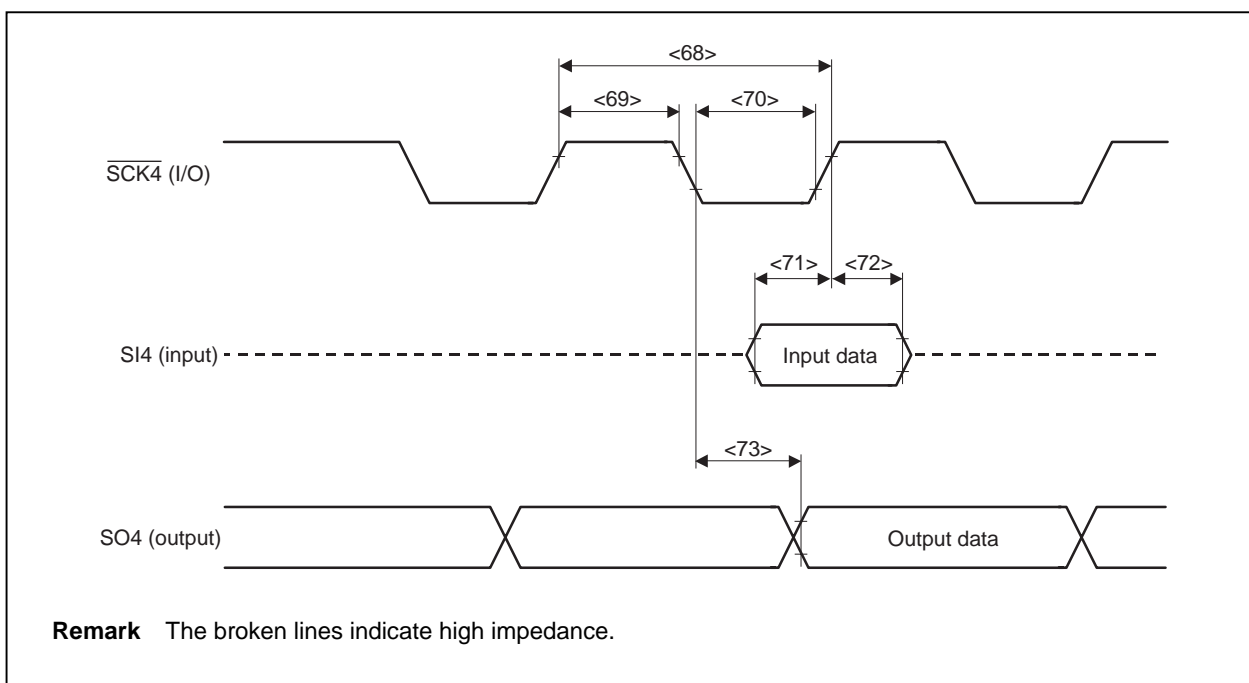 <68>
<69>
<70>
SCK4 (I/O)
<71>
<72>
SI4 (input)
Input data
<73>
SO4 (output)
Output data
Remark The broken lines indicate high impedance.